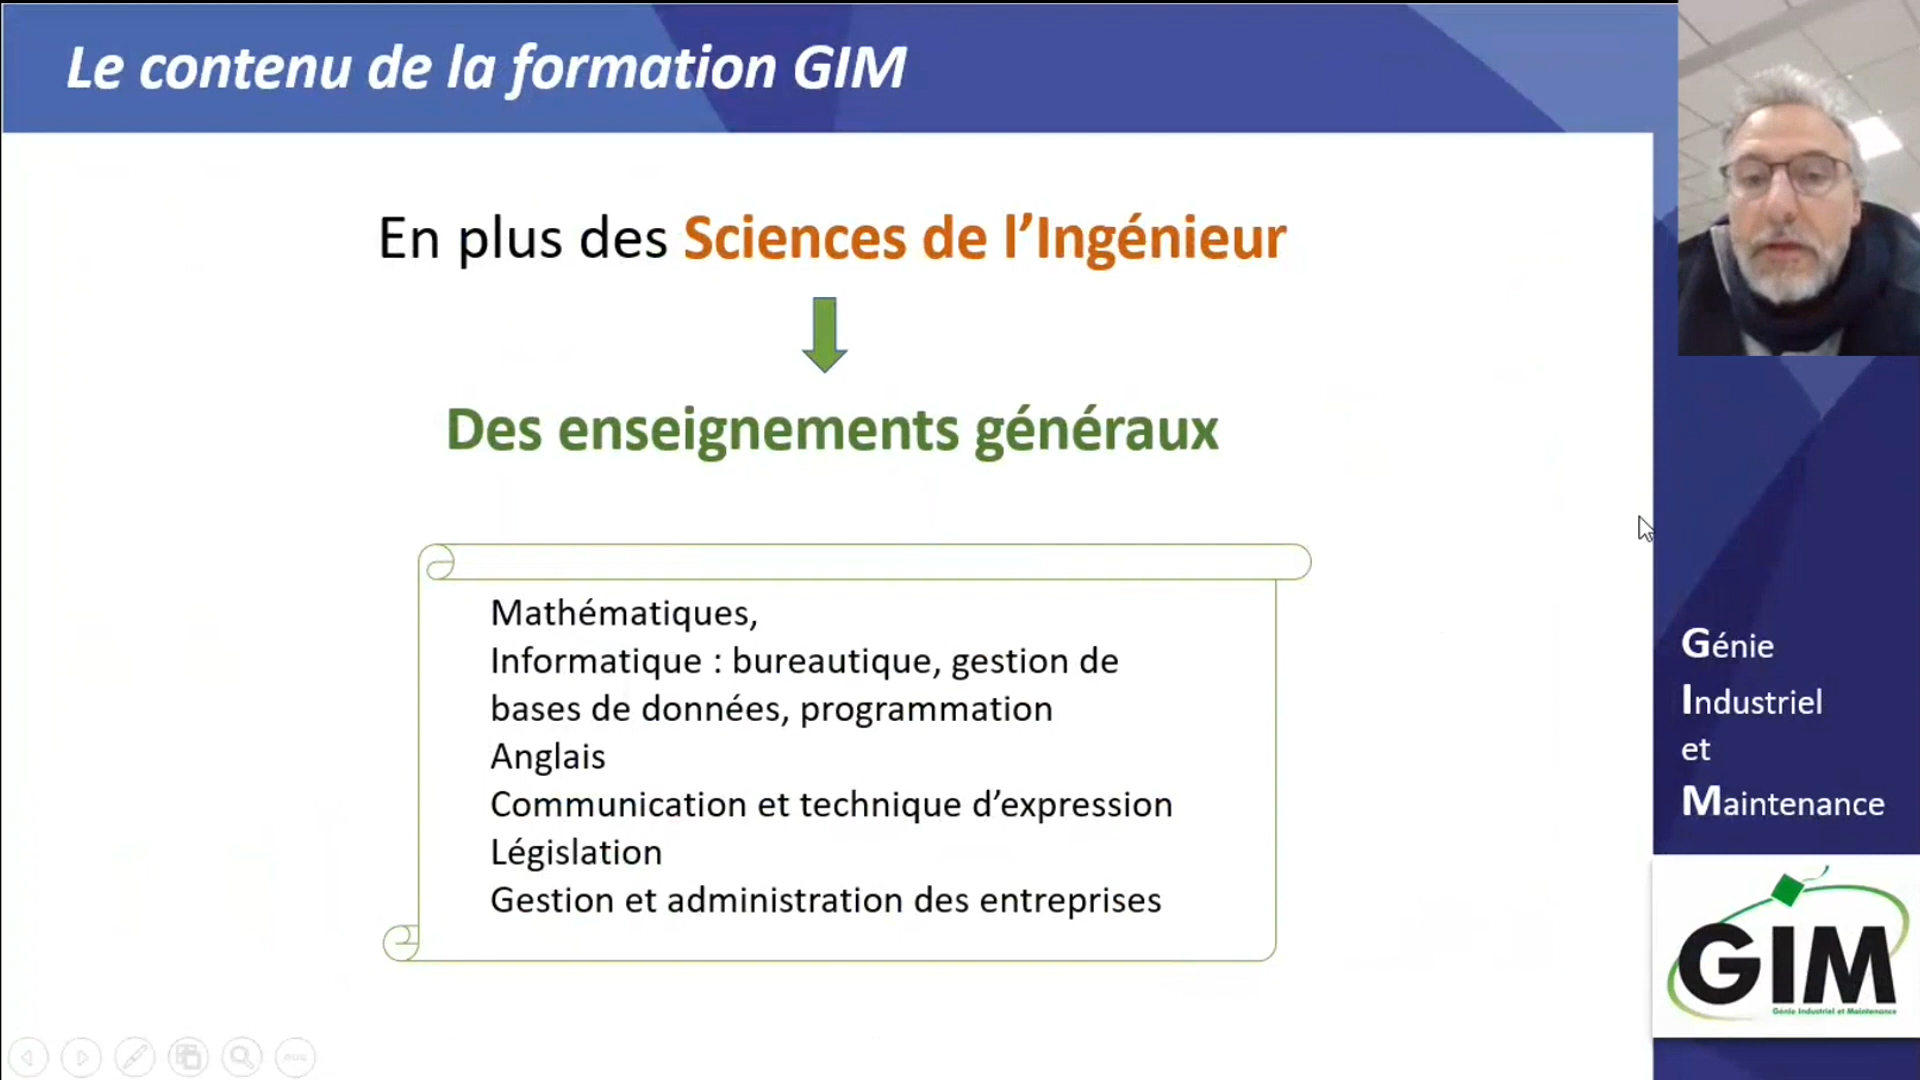 Le contenu de la formation GIM
En plus des Sciences de l’Ingénieur
Des enseignements généraux
Mathématiques,
Informatique : bureautique, gestion de
bases de données, programmation
Anglais
Communication et technique d’expression
Législation
Gestion et administration des entreprises
Génie
Industriel
et
Maintenance
GIM
Génie Industriel et Maintenance